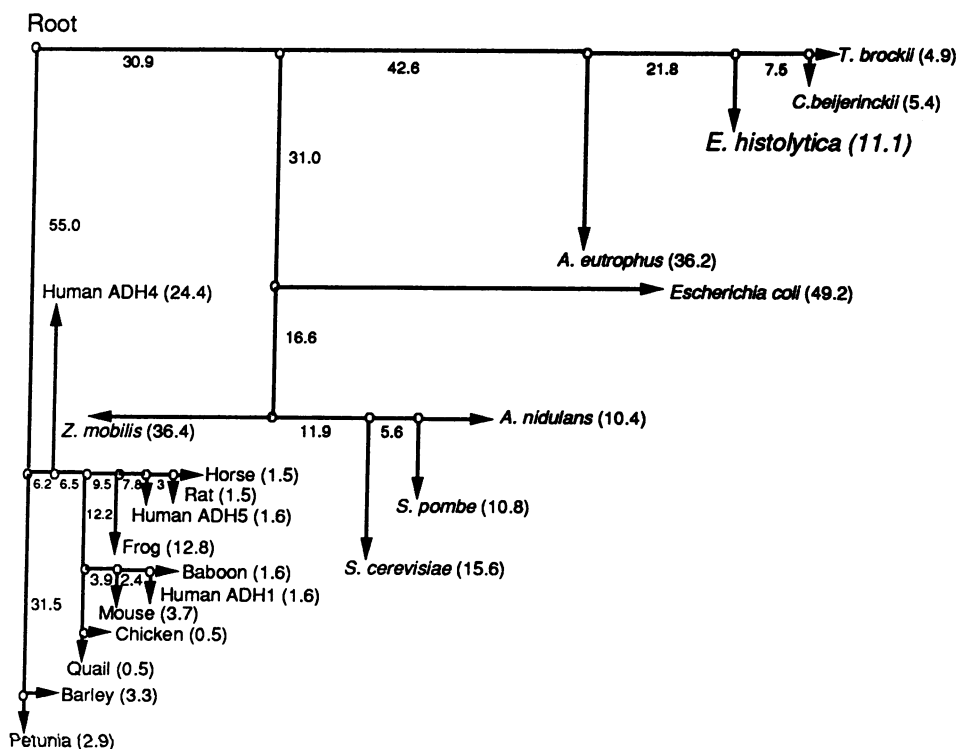 Root
30.9
42.6
21.8
7.5
T. brockii (4.9)
C.beijerinckii (5.4)
E. histolytica (11.1)
31.0
55.0
A. eutrophus (36.2)
Human ADH4 (24.4)
Escherichia coli (49.2)
16.6
Z. mobilis (36.4)
11.9
5.6
A. nidulans (10.4)
6.2
6.5
9.5
7.8
3
Horse (1.5)
Rat (1.5)
Human ADH5 (1.6)
12.2
S. pombe (10.8)
Frog (12.8)
S. cerevisiae (15.6)
3.9
2.4
Baboon (1.6)
Human ADH1 (1.6)
31.5
Mouse (3.7)
Chicken (0.5)
Quail (0.5)
Barley (3.3)
Petunia (2.9)